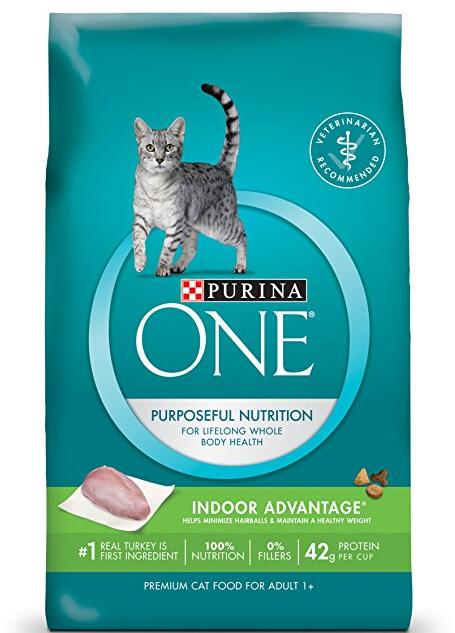 VETERINARIAN
RECOMMENDED
PURINA
ONE®
PURPOSEFUL NUTRITION
FOR LIFELONG WHOLE
BODY HEALTH
INDOOR ADVANTAGE®
HELPS MINIMIZE HAIRBALLS & MAINTAIN A HEALTHY WEIGHT
#1 REAL TURKEY IS
FIRST INGREDIENT
100%
NUTRITION
0%
FILLERS
42g PROTEIN
PER CUP
PREMIUM CAT FOOD FOR ADULT 1+